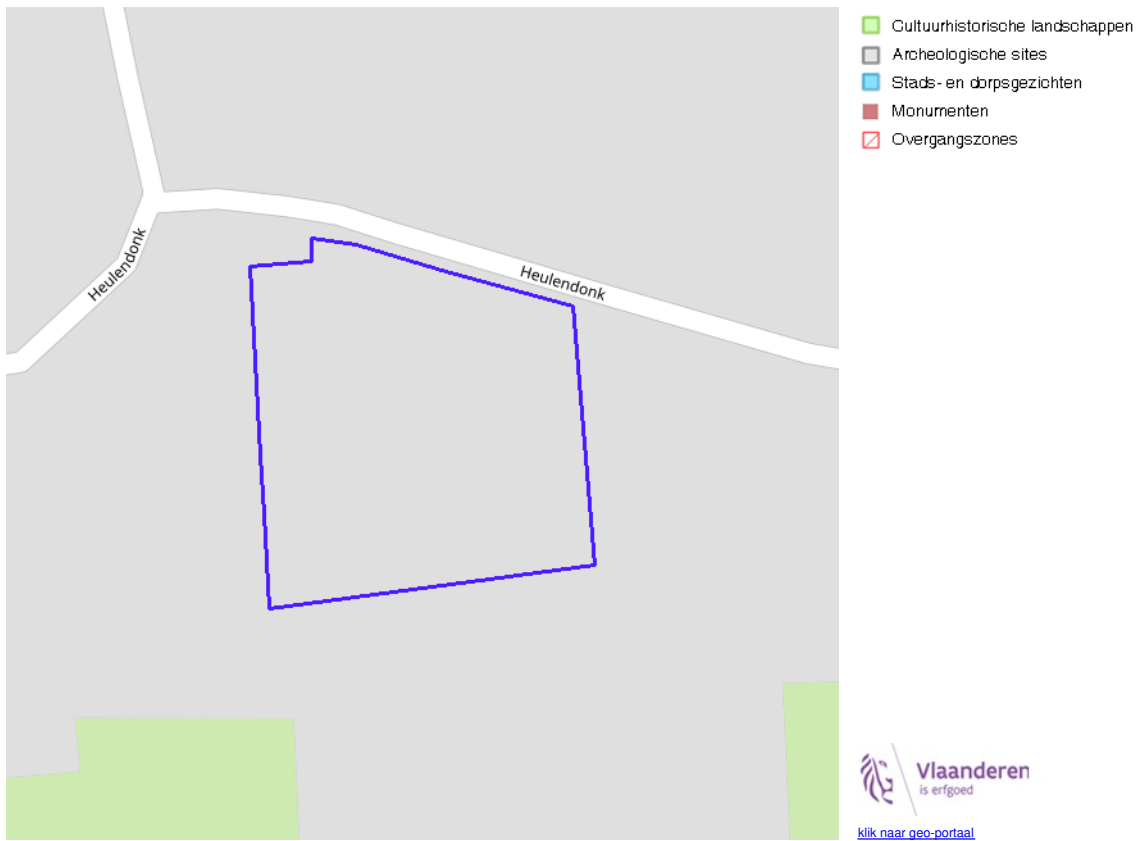 Cultuurhistorische landschappen
Archeologische sites
Stads- en dorpsgezichten
Monumenten
Overgangszones
Heulendonk
Heulendonk
Vlaanderen
is erfgoed
klik naar geo-portaal